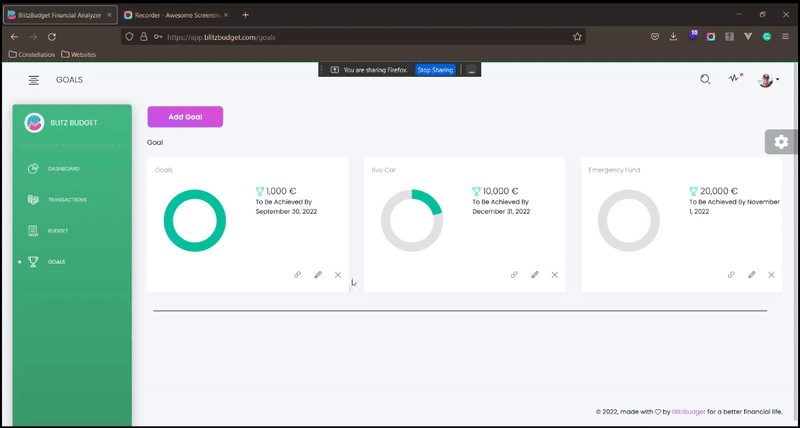 BlitzBudget Financial Analyzer
Recorder - Awesome Screensho
https://app.blitzbudget.com/goals
10
Constellation
Websites
You are sharing Firefox.
Stop Sharing
GOALS
BLITZ BUDGET
DASHBOARD
TRANSACTIONS
BUDGET
GOALS
Add Goal
Goal
Goals
1,000 €
To Be Achieved By
September 30, 2022
Buy Car
10,000 €
To Be Achieved By
December 31, 2022
Emergency Fund
20,000 €
To Be Achieved By November
1, 2022
© 2022, made with ♡ by BlitzBudget for a better financial life.